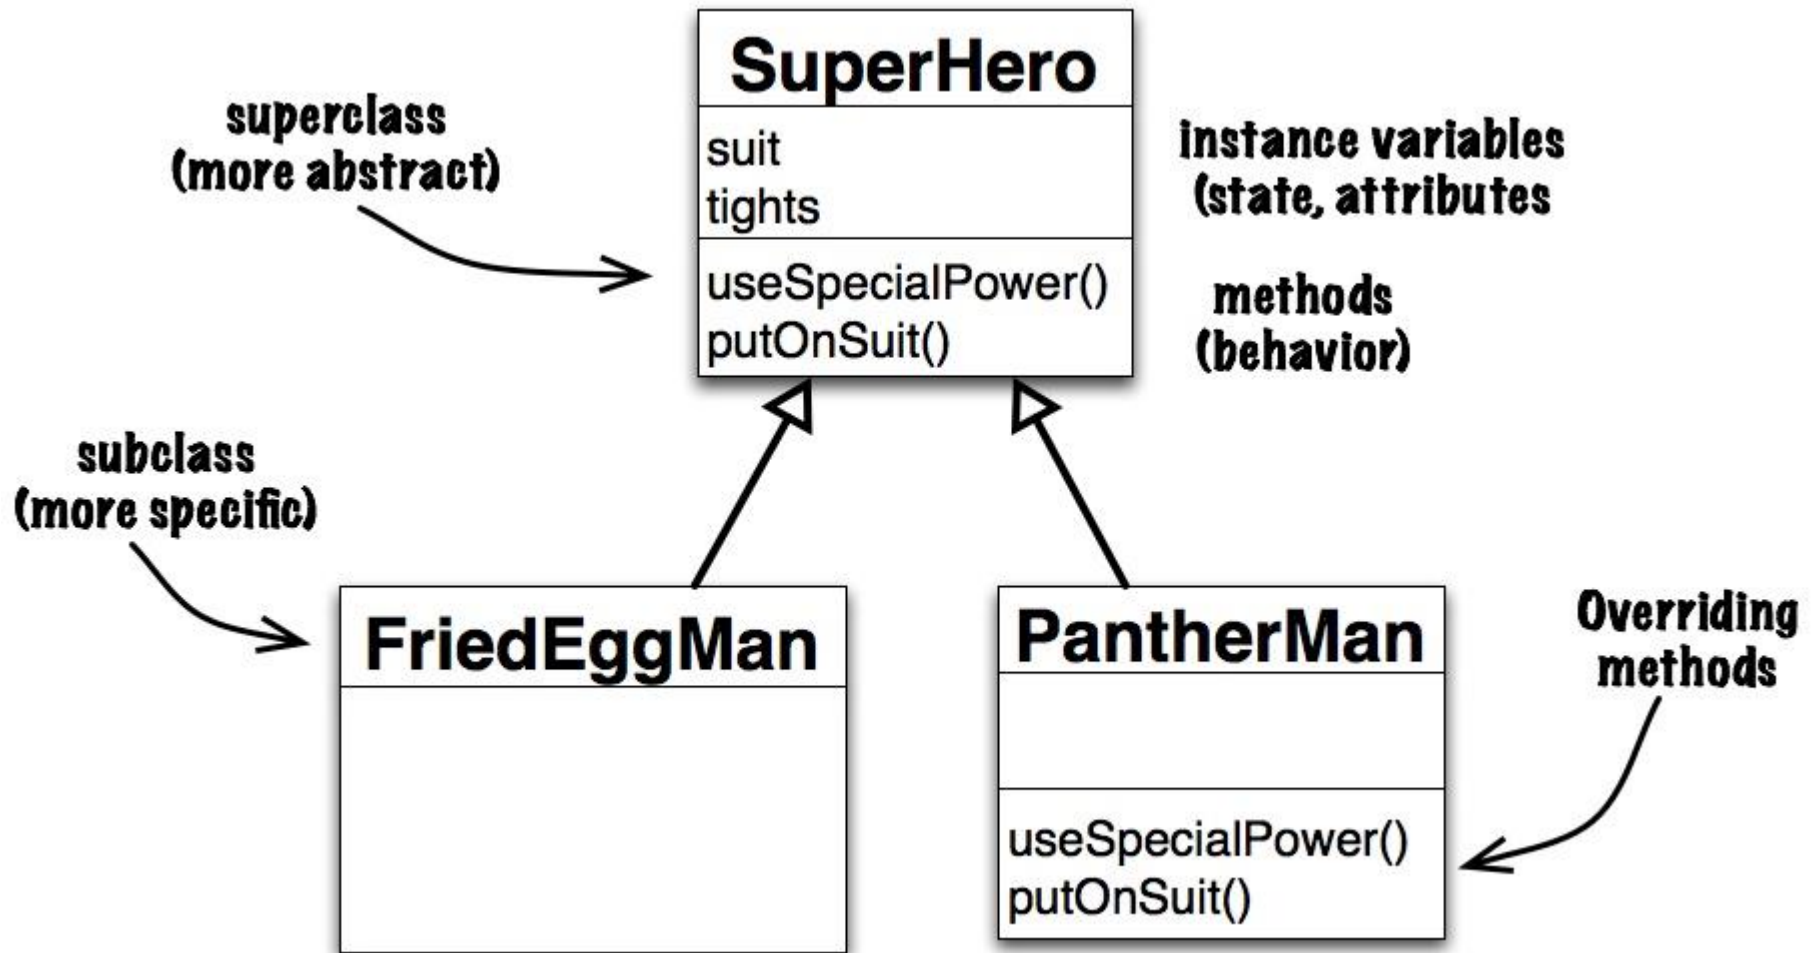 SuperHero
superclass
(more abstract)
suit
tights
instance variables
(state, attributes
useSpecialPower()
putOnSuit()
methods
(behavior)
subclass
(more specific)
FriedEggMan
PantherMan
Overriding
methods
useSpecialPower()
putOnSuit()